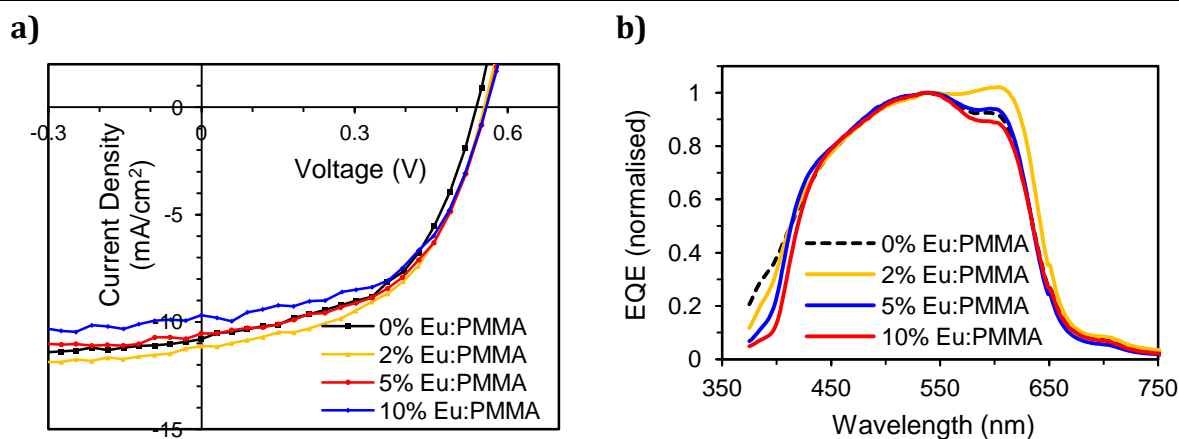 a)
0
-0.3
0
0.3
0.6
Voltage (V)
Current Density
(mA/cm2)
-5
-10
-15
0% Eu:PMMA
2% Eu:PMMA
5% Eu:PMMA
10% Eu:PMMA
b)
EQE (normalised)
1
0.8
0.6
0.4
0.2
0
0% Eu:PMMA
2% Eu:PMMA
5% Eu:PMMA
10% Eu:PMMA
350
450
550
650
750
Wavelength (nm)